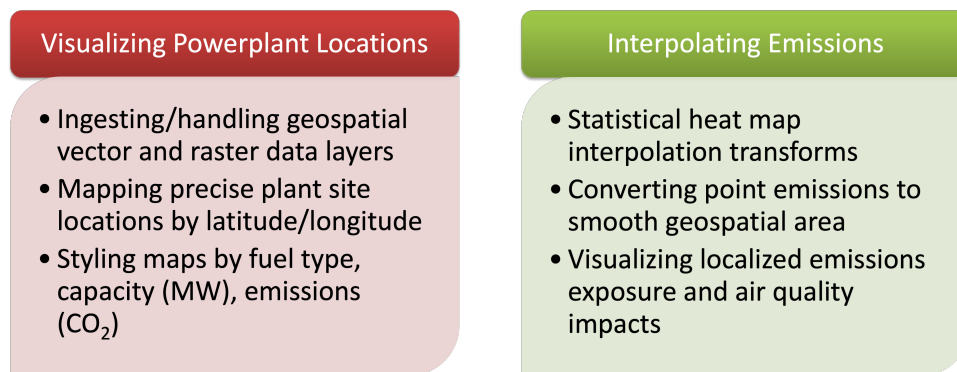 Visualizing Powerplant Locations
• Ingesting/handling geospatial
vector and raster data layers
• Mapping precise plant site
locations by latitude/longitude
• Styling maps by fuel type,
capacity (MW), emissions
(CO₂)
Interpolating Emissions
• Statistical heat map
interpolation transforms
• Converting point emissions to
smooth geospatial area
• Visualizing localized emissions
exposure and air quality
impacts